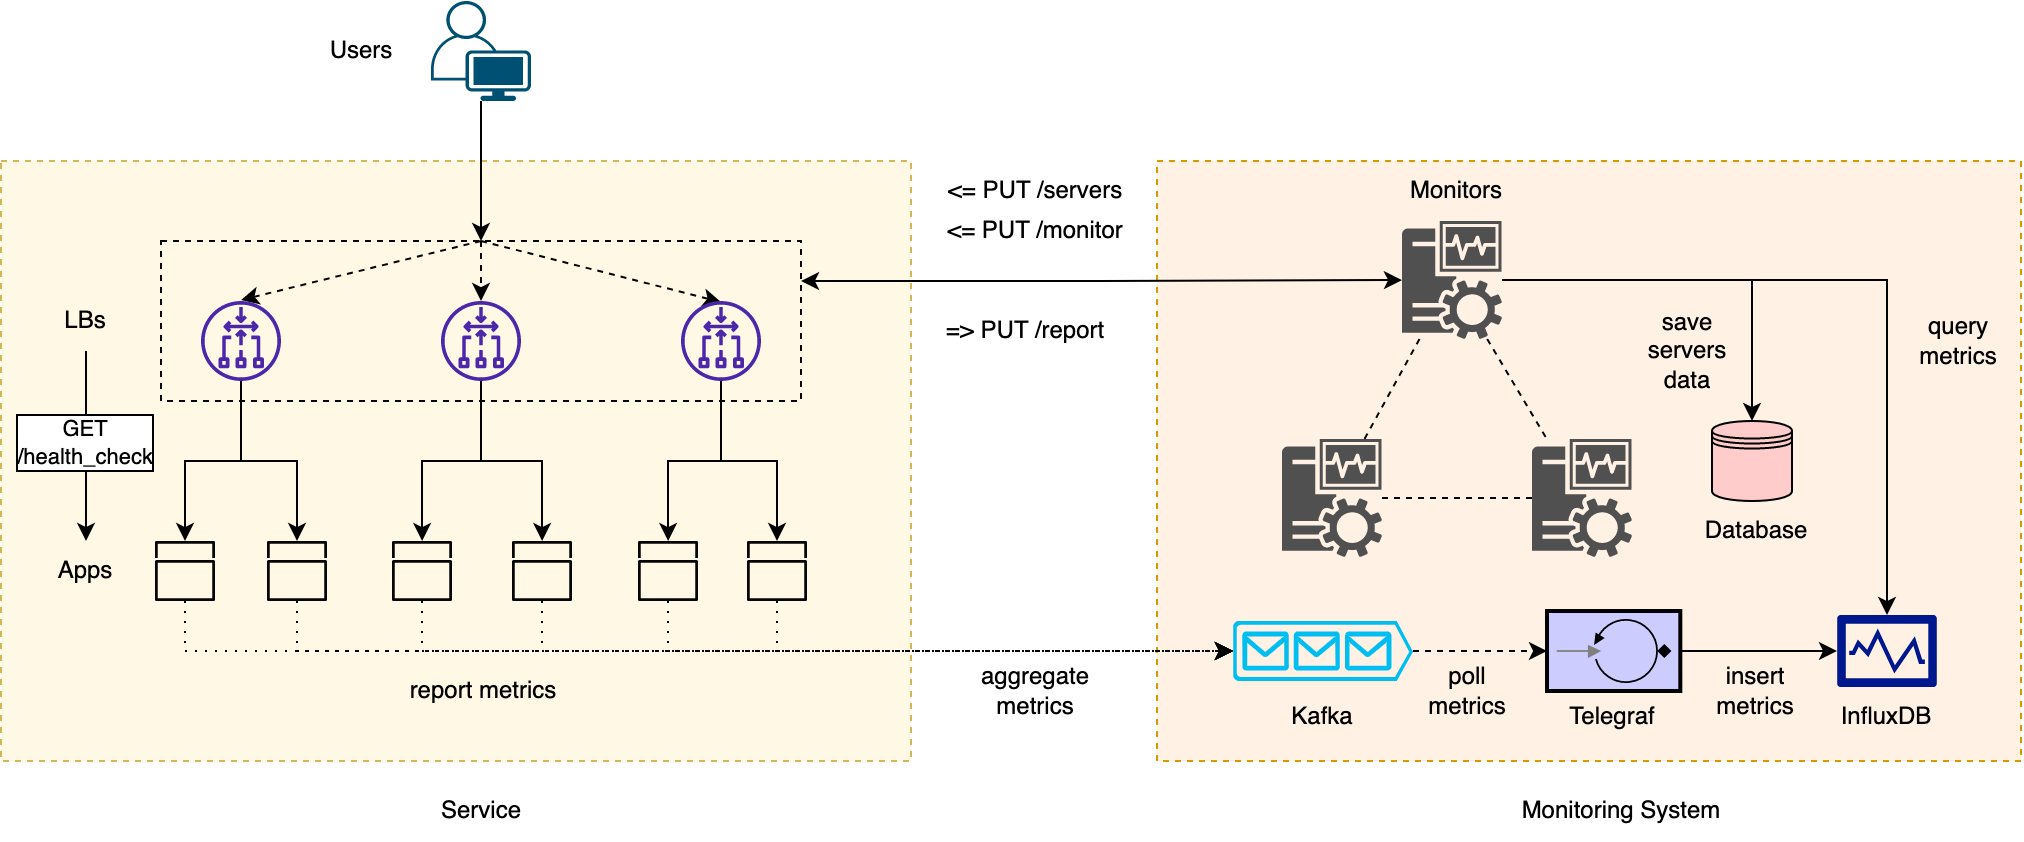 Users
<= PUT /servers
<= PUT /monitor
=> PUT /report
Monitors
LBs
GET
/health_check
Apps
save
servers
data
query
metrics
Database
report metrics
aggregate
metrics
Kafka
poll
metrics
Telegraf
insert
metrics
InfluxDB
Service
Monitoring System